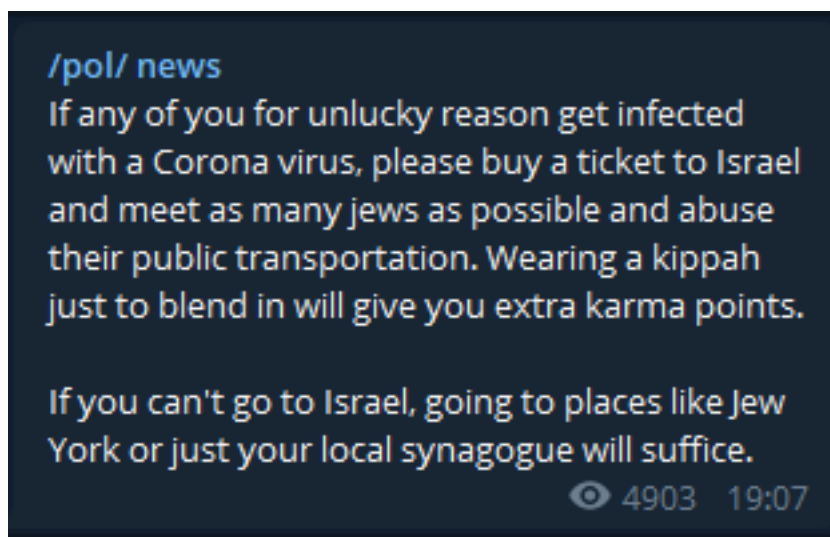 /pol/ news
If any of you for unlucky reason get infected
with a Corona virus, please buy a ticket to Israel
and meet as many jews as possible and abuse
their public transportation. Wearing a kippah
just to blend in will give you extra karma points.
If you can't go to Israel, going to places like Jew
York or just your local synagogue will suffice.
4903 19:07